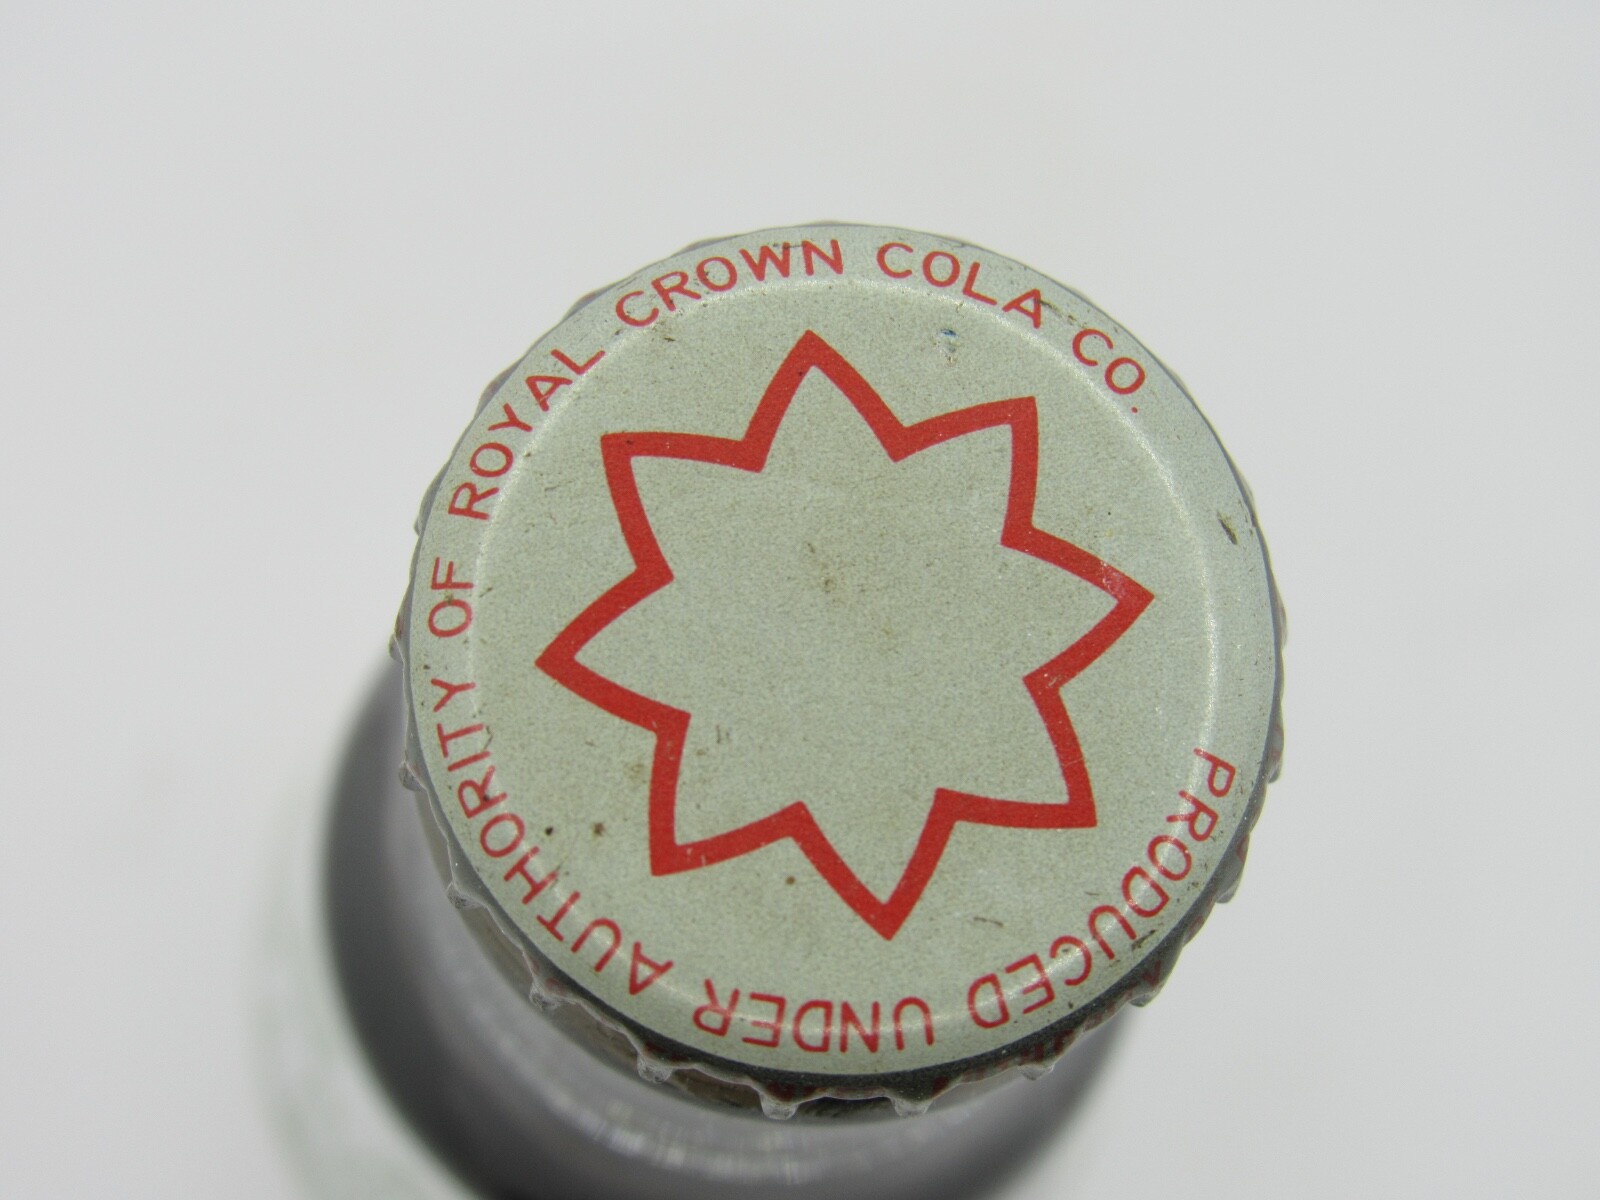 PRODUCED UNDER AUTHORITY OF ROYAL CROWN COLA CO.